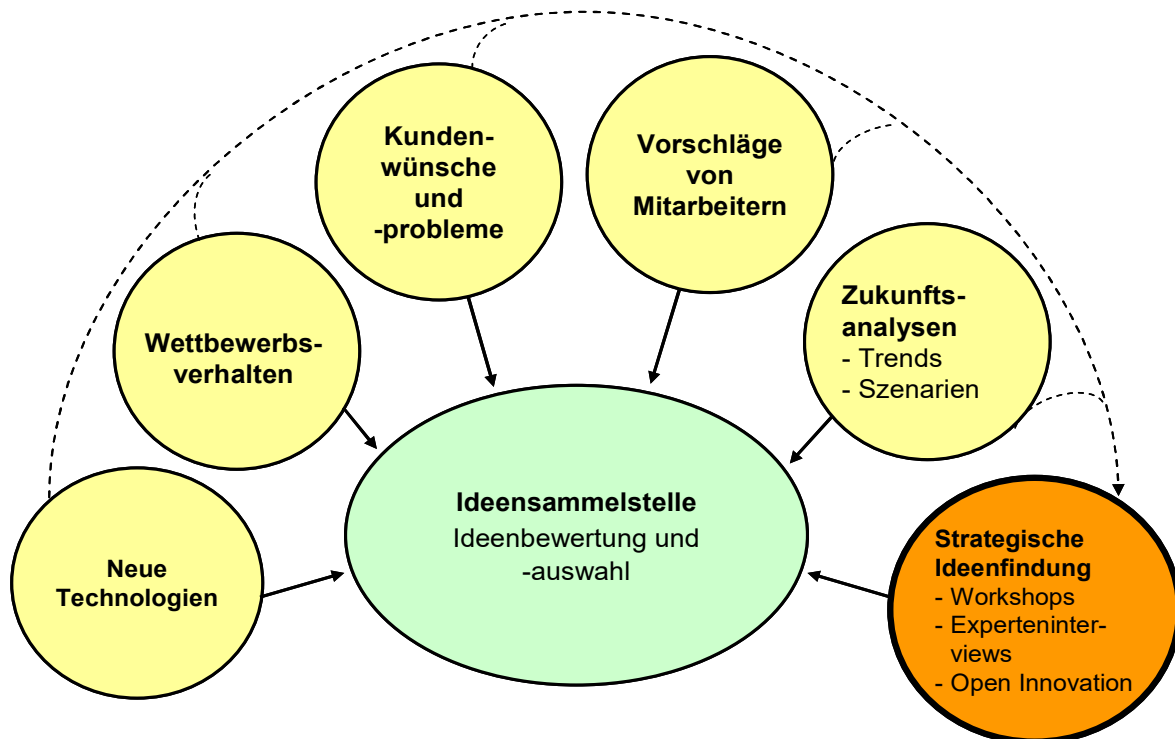 Kunden-
wünsche
und
-probleme
Vorschläge
von
Mitarbeitern
Wettbewerbs-
verhalten
Zukunfts-
analysen
- Trends
- Szenarien
Neue
Technologien
Ideensammelstelle
Ideenbewertung und
-auswahl
Strategische
Ideenfindung
- Workshops
- Experteninter-
views
- Open Innovation